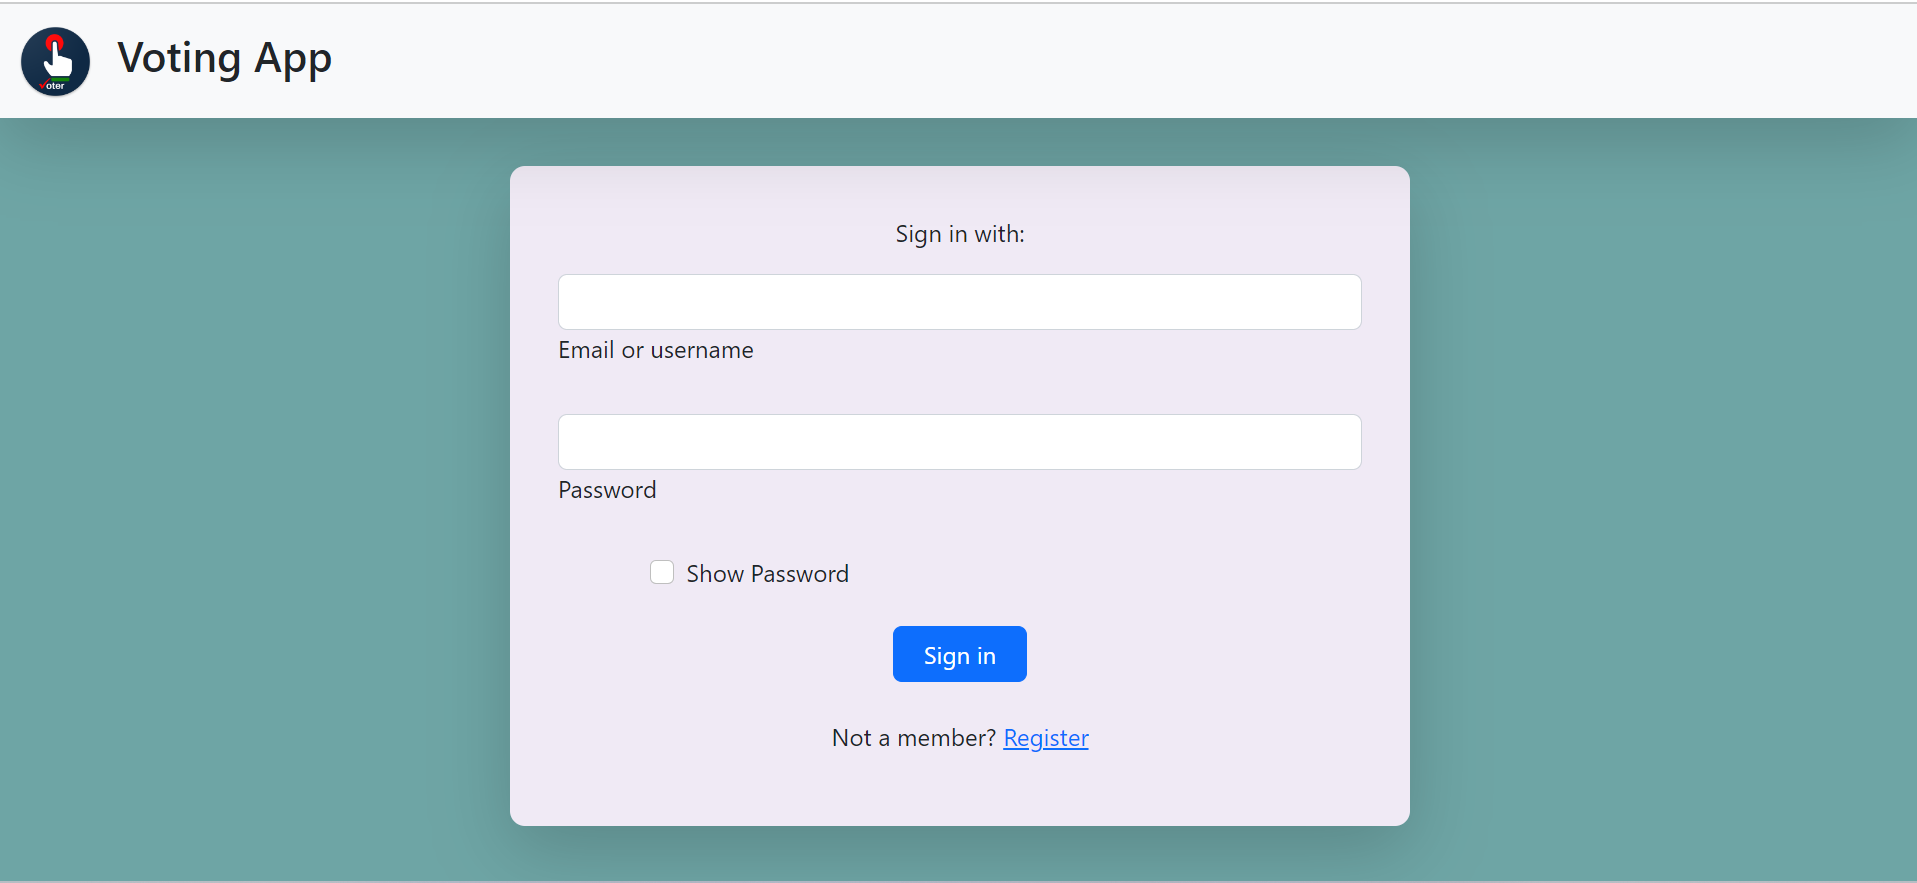 Voter
Voting App
Sign in with:
Email or username
Password
Show Password
Sign in
Not a member? Register